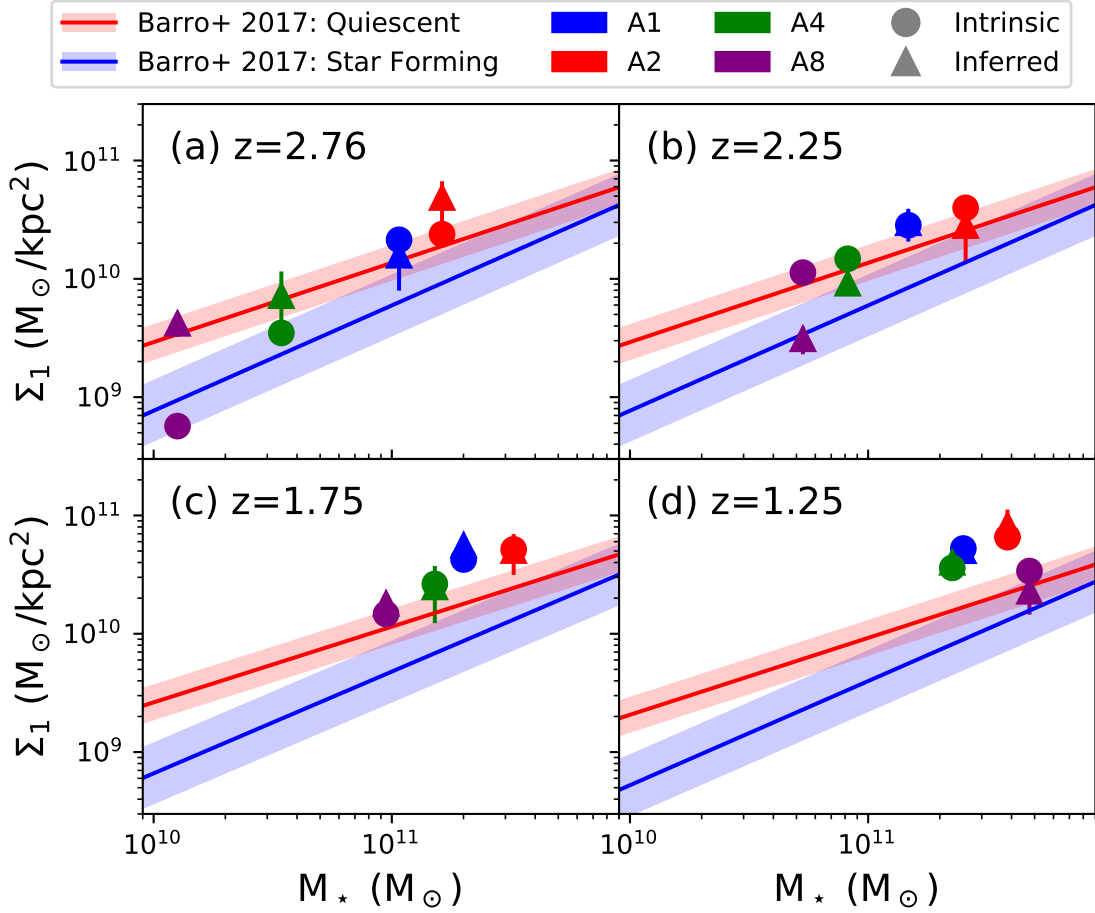 Barro+ 2017: Quiescent A1 A4 Intrinsic
Barro+ 2017: Star Forming A2 A8 Inferred
(a) z=2.76 (b) z=2.25
10¹¹
10¹⁰
10⁹
Σ₁ (M⊙/kpc²)
(c) z=1.75 (d) z=1.25
10¹¹
10¹⁰
10⁹
Σ₁ (M⊙/kpc²)
10¹⁰ 10¹¹ 10¹⁰ 10¹¹
M⋆ (M⊙) M⋆ (M⊙)